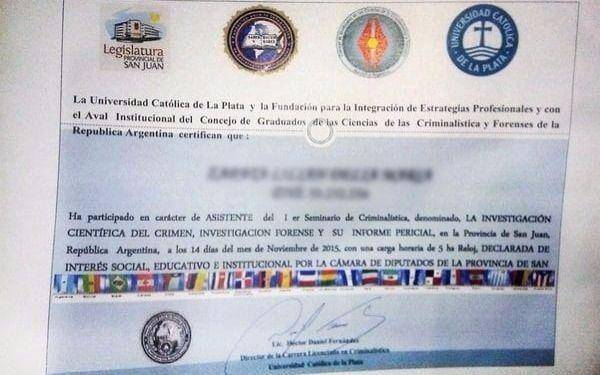 Legislatura
PROVINCIAL DE
SAN JUAN
UNIVERSIDAD CATOLICA
DE LA PLATA
La Universidad Católica de La Plata y la Fundación para la Integración de Estrategias Profesionales y con
el Aval Institucional del Concejo de Graduados de las Ciencias de las Criminalística y Forenses de la
Republica Argentina certifican que :
Ha participado en carácter de ASISTENTE del 1 er Seminario de Criminalística, denominado, LA INVESTIGACIÓN
CIENTÍFICA DEL CRIMEN, INVESTIGACION FORENSE Y SU INFORME PERICIAL, en la Provincia de San Juan,
República Argentina, a los 14 días del mes de Noviembre de 2015, con una carga horaria de 5 hs Reloj, DECLARADA DE
INTERÉS SOCIAL, EDUCATIVO E INSTITUCIONAL POR LA CÁMARA DE DIPUTADOS DE LA PROVINCIA DE SAN
Lic. Héctor Daniel Fernández
Director de la Carrera Licenciatura en Criminalística
Universidad Católica de la Plata